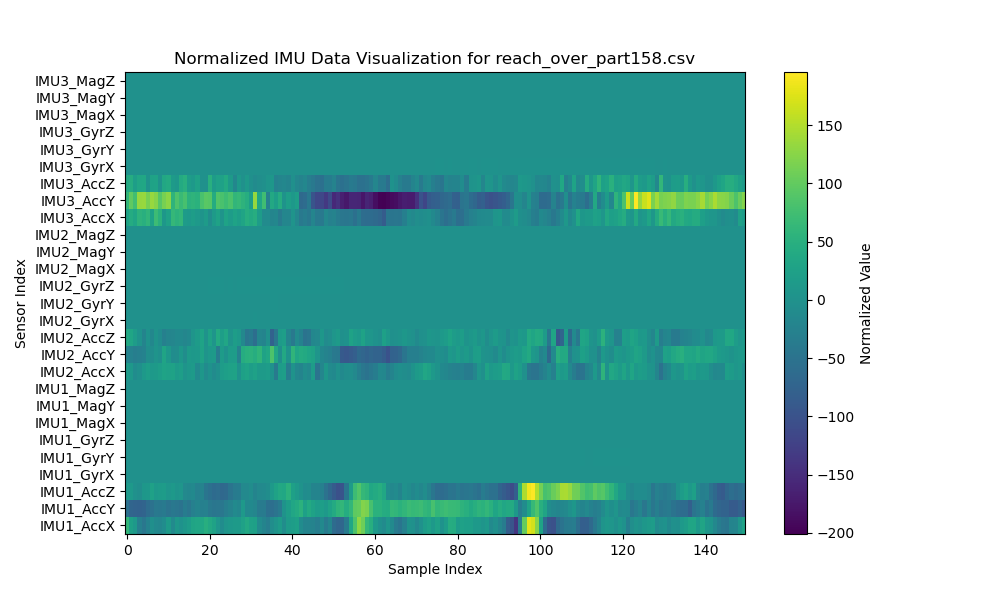 Normalized IMU Data Visualization for reach_over_part158.csv
IMU3_MagZ
IMU3_MagY
IMU3_MagX
IMU3_GyrZ
IMU3_GyrY
IMU3_GyrX
IMU3_AccZ
IMU3_AccY
IMU3_AccX
IMU2_MagZ
IMU2_MagY
IMU2_MagX
IMU2_GyrZ
IMU2_GyrY
IMU2_GyrX
IMU2_AccZ
IMU2_AccY
IMU2_AccX
IMU1_MagZ
IMU1_MagY
IMU1_MagX
IMU1_GyrZ
IMU1_GyrY
IMU1_GyrX
IMU1_AccZ
IMU1_AccY
IMU1_AccX
Sensor Index
0 20 40 60 80 100 120 140
Sample Index
150
100
50
0
−50
−100
−150
−200
Normalized Value